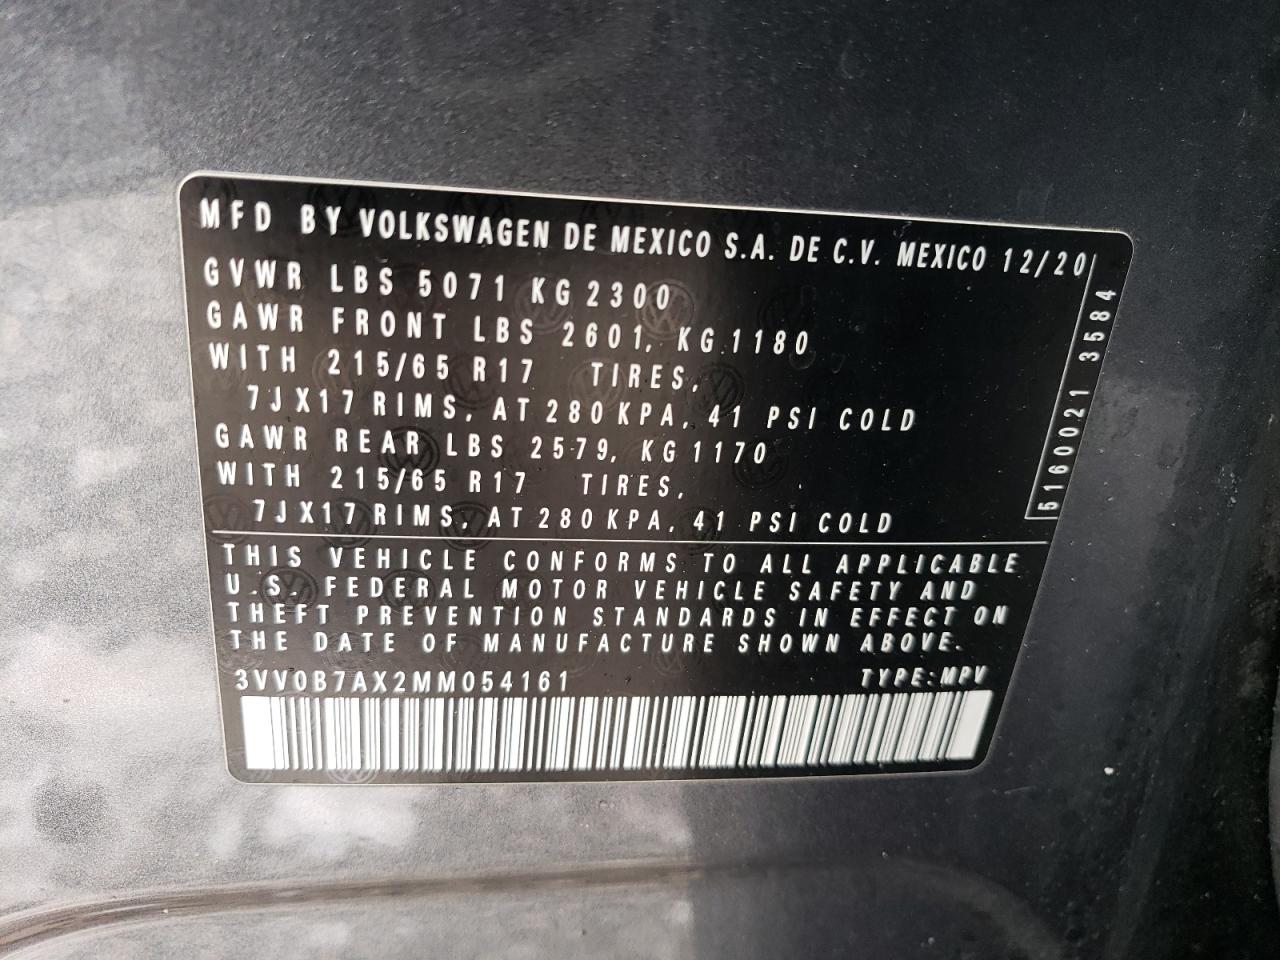 MFD BY VOLKSWAGEN DE MEXICO S.A. DE C.V. MEXICO 12/20
GVWR LBS 5071 KG 2300
GAWR FRONT LBS 2601, KG 1180
WITH 215/65 R17 TIRES,
7JX17 RIMS, AT 280 KPA, 41 PSI COLD
GAWR REAR LBS 2579, KG 1170
WITH 215/65 R17 TIRES,
7JX17 RIMS, AT 280 KPA, 41 PSI COLD
5160021 3584
THIS VEHICLE CONFORMS TO ALL APPLICABLE
U.S. FEDERAL MOTOR VEHICLE SAFETY AND
THEFT PREVENTION STANDARDS IN EFFECT ON
THE DATE OF MANUFACTURE SHOWN ABOVE.
3VV0B7AX2MM054161 TYPE:MPV